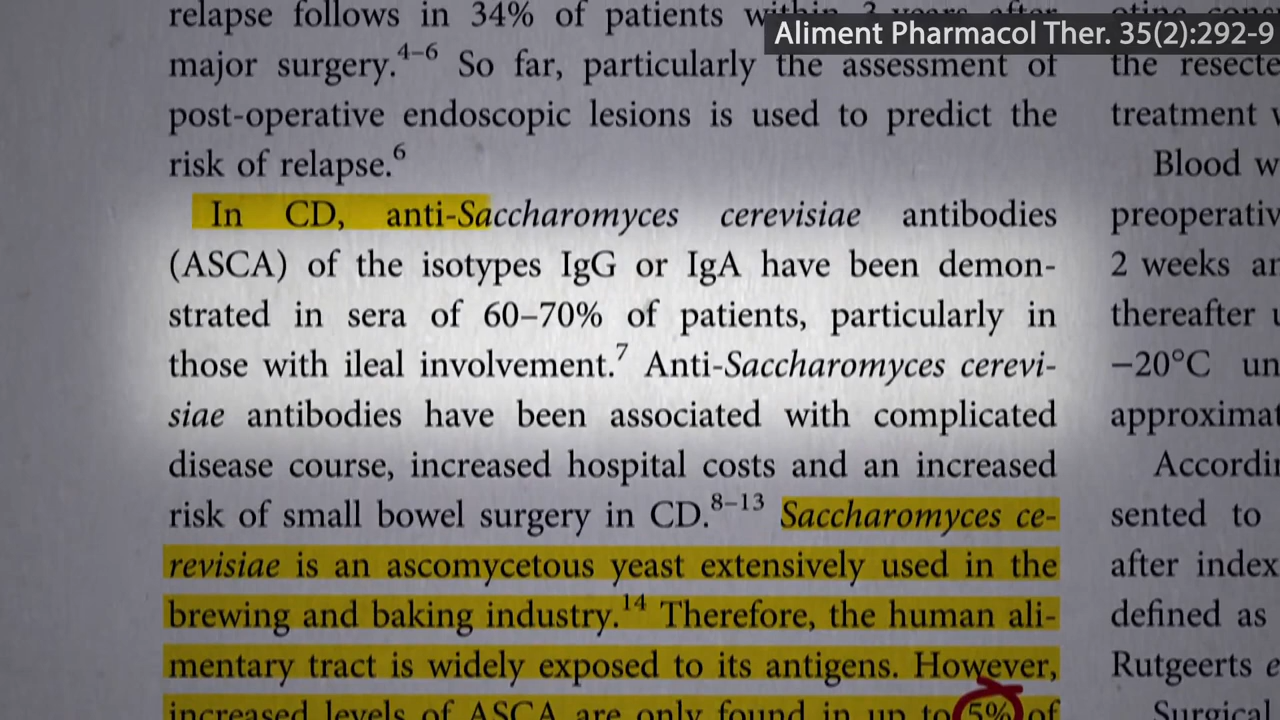 Aliment Pharmacol Ther. 35(2):292-9
relapse follows in 34% of patients within 3 years after
major surgery.4–6 So far, particularly the assessment of
post-operative endoscopic lesions is used to predict the
risk of relapse.6
In CD, anti-Saccharomyces cerevisiae antibodies
(ASCA) of the isotypes IgG or IgA have been demon-
strated in sera of 60–70% of patients, particularly in
those with ileal involvement.7 Anti-Saccharomyces cerevi-
siae antibodies have been associated with complicated
disease course, increased hospital costs and an increased
risk of small bowel surgery in CD.8–13 Saccharomyces ce-
revisiae is an ascomycetous yeast extensively used in the
brewing and baking industry.14 Therefore, the human ali-
mentary tract is widely exposed to its antigens. However,
increased levels of ASCA are only found in up to 5% of
the resecte
treatment
Blood w
preoperativ
2 weeks an
thereafter u
−20°C un
approximat
Accordin
sented to
after index
defined as
Rutgeerts e
Surgical